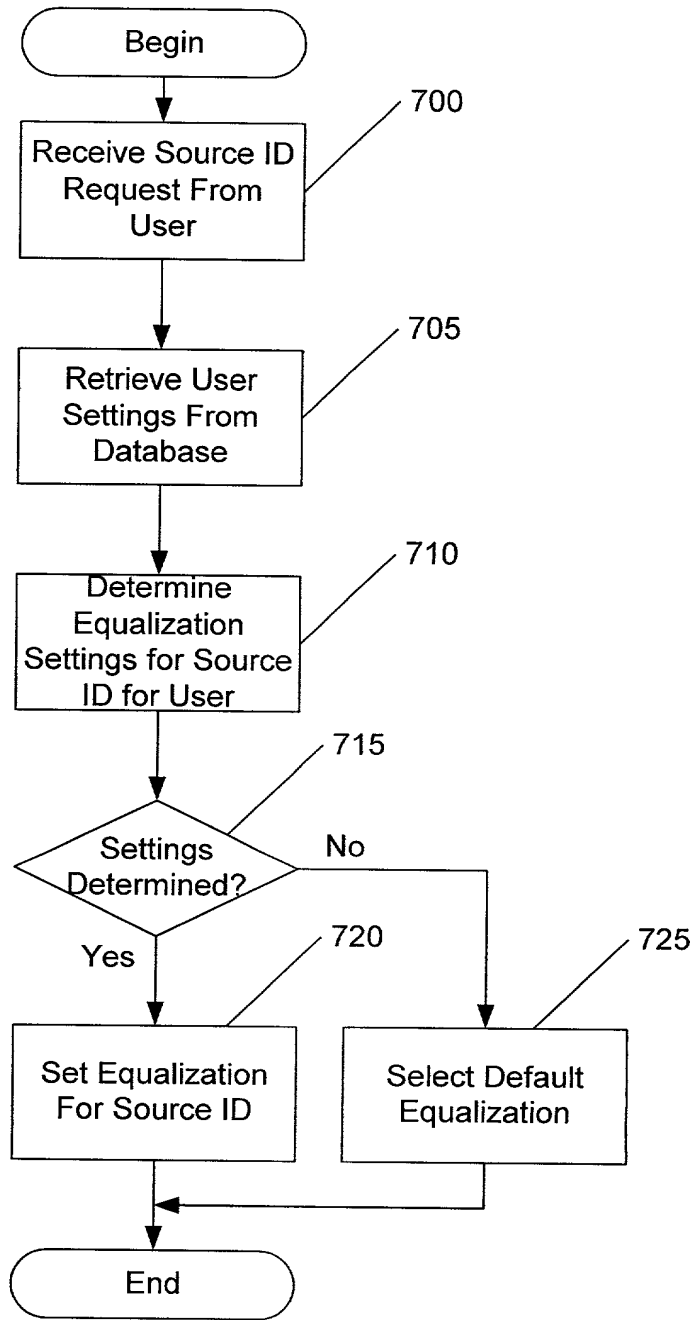 Begin
700
Receive Source ID
Request From
User
705
Retrieve User
Settings From
Database
710
Determine
Equalization
Settings for Source
ID for User
715
Settings
Determined?
No
Yes
720
725
Set Equalization
For Source ID
Select Default
Equalization
End